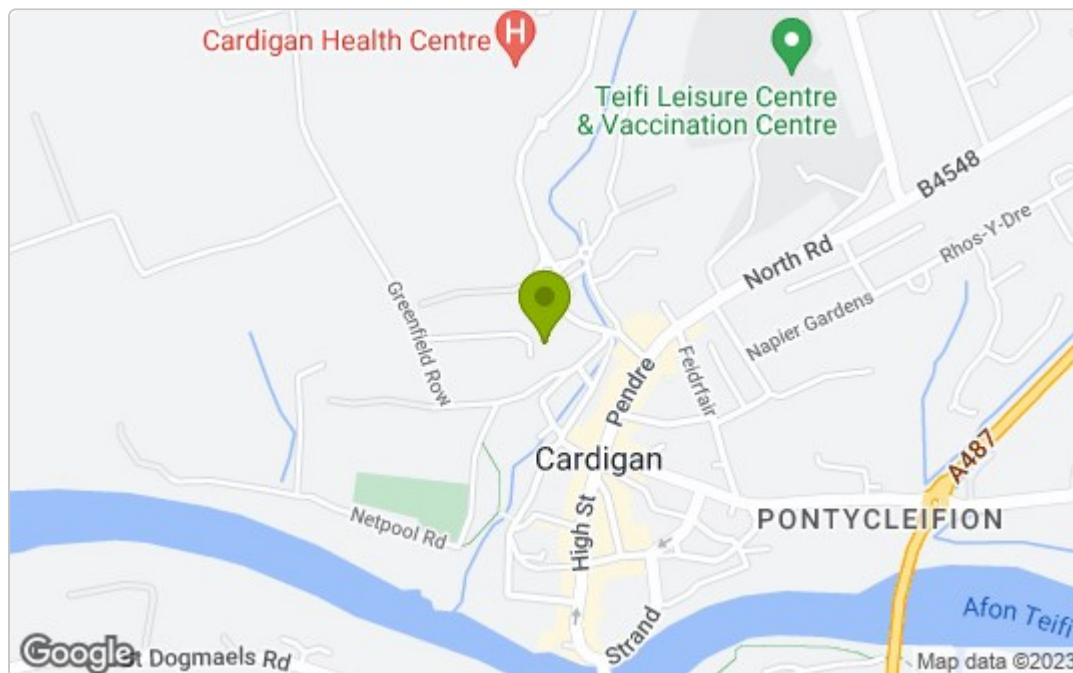 Cardigan Health Centre
H
Teifi Leisure Centre
& Vaccination Centre
B4548
North Rd
Rhos-Y-Dre
Napier Gardens
Greenfield Row
Feidrfair
Pendre
Cardigan
A487
High St
PONTYCLEIFION
Netpool Rd
Strand
Afon Teifi
Google
t Dogmaels Rd
Map data ©2023